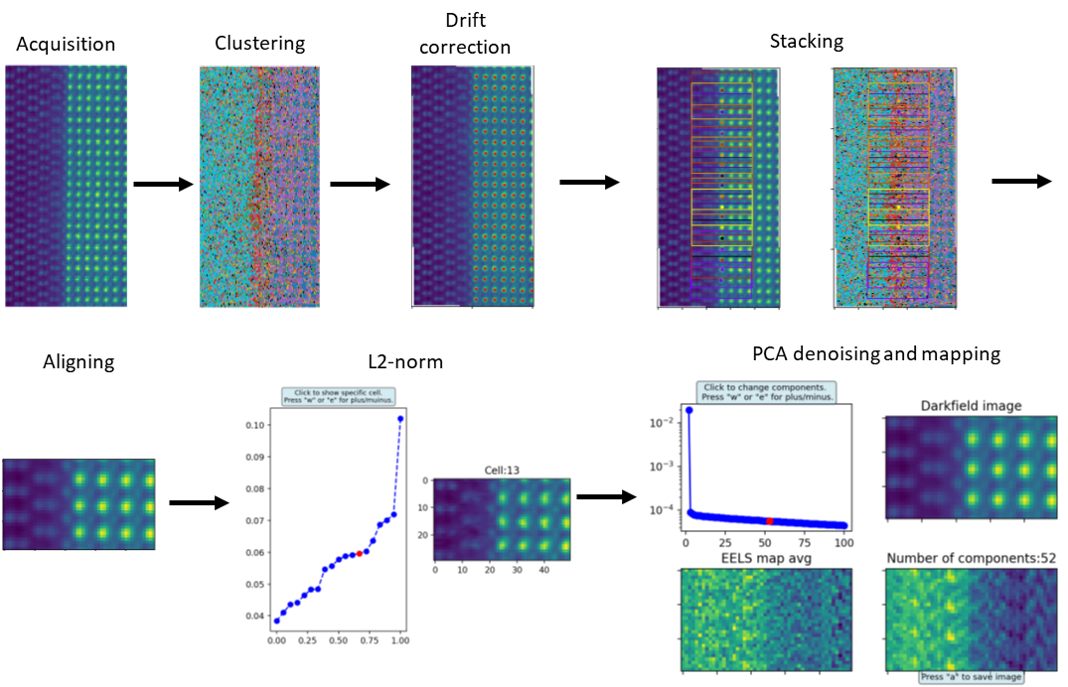 Acquisition
Clustering
Drift
correction
Stacking
Aligning
L2-norm
PCA denoising and mapping
Click to show specific cell.
Press "w" or "e" for plus/muinus.
0.10
0.09
0.08
0.07
0.06
0.05
0.04
0.00 0.25 0.50 0.75 1.00
Cell:13
0
10
20
0 10 20 30 40
Click to change components.
Press "w" or "e" for plus/minus.
10⁻²
10⁻³
10⁻⁴
0 25 50 75 100
Darkfield image
EELS map avg
Number of components:52
Press "a" to save image